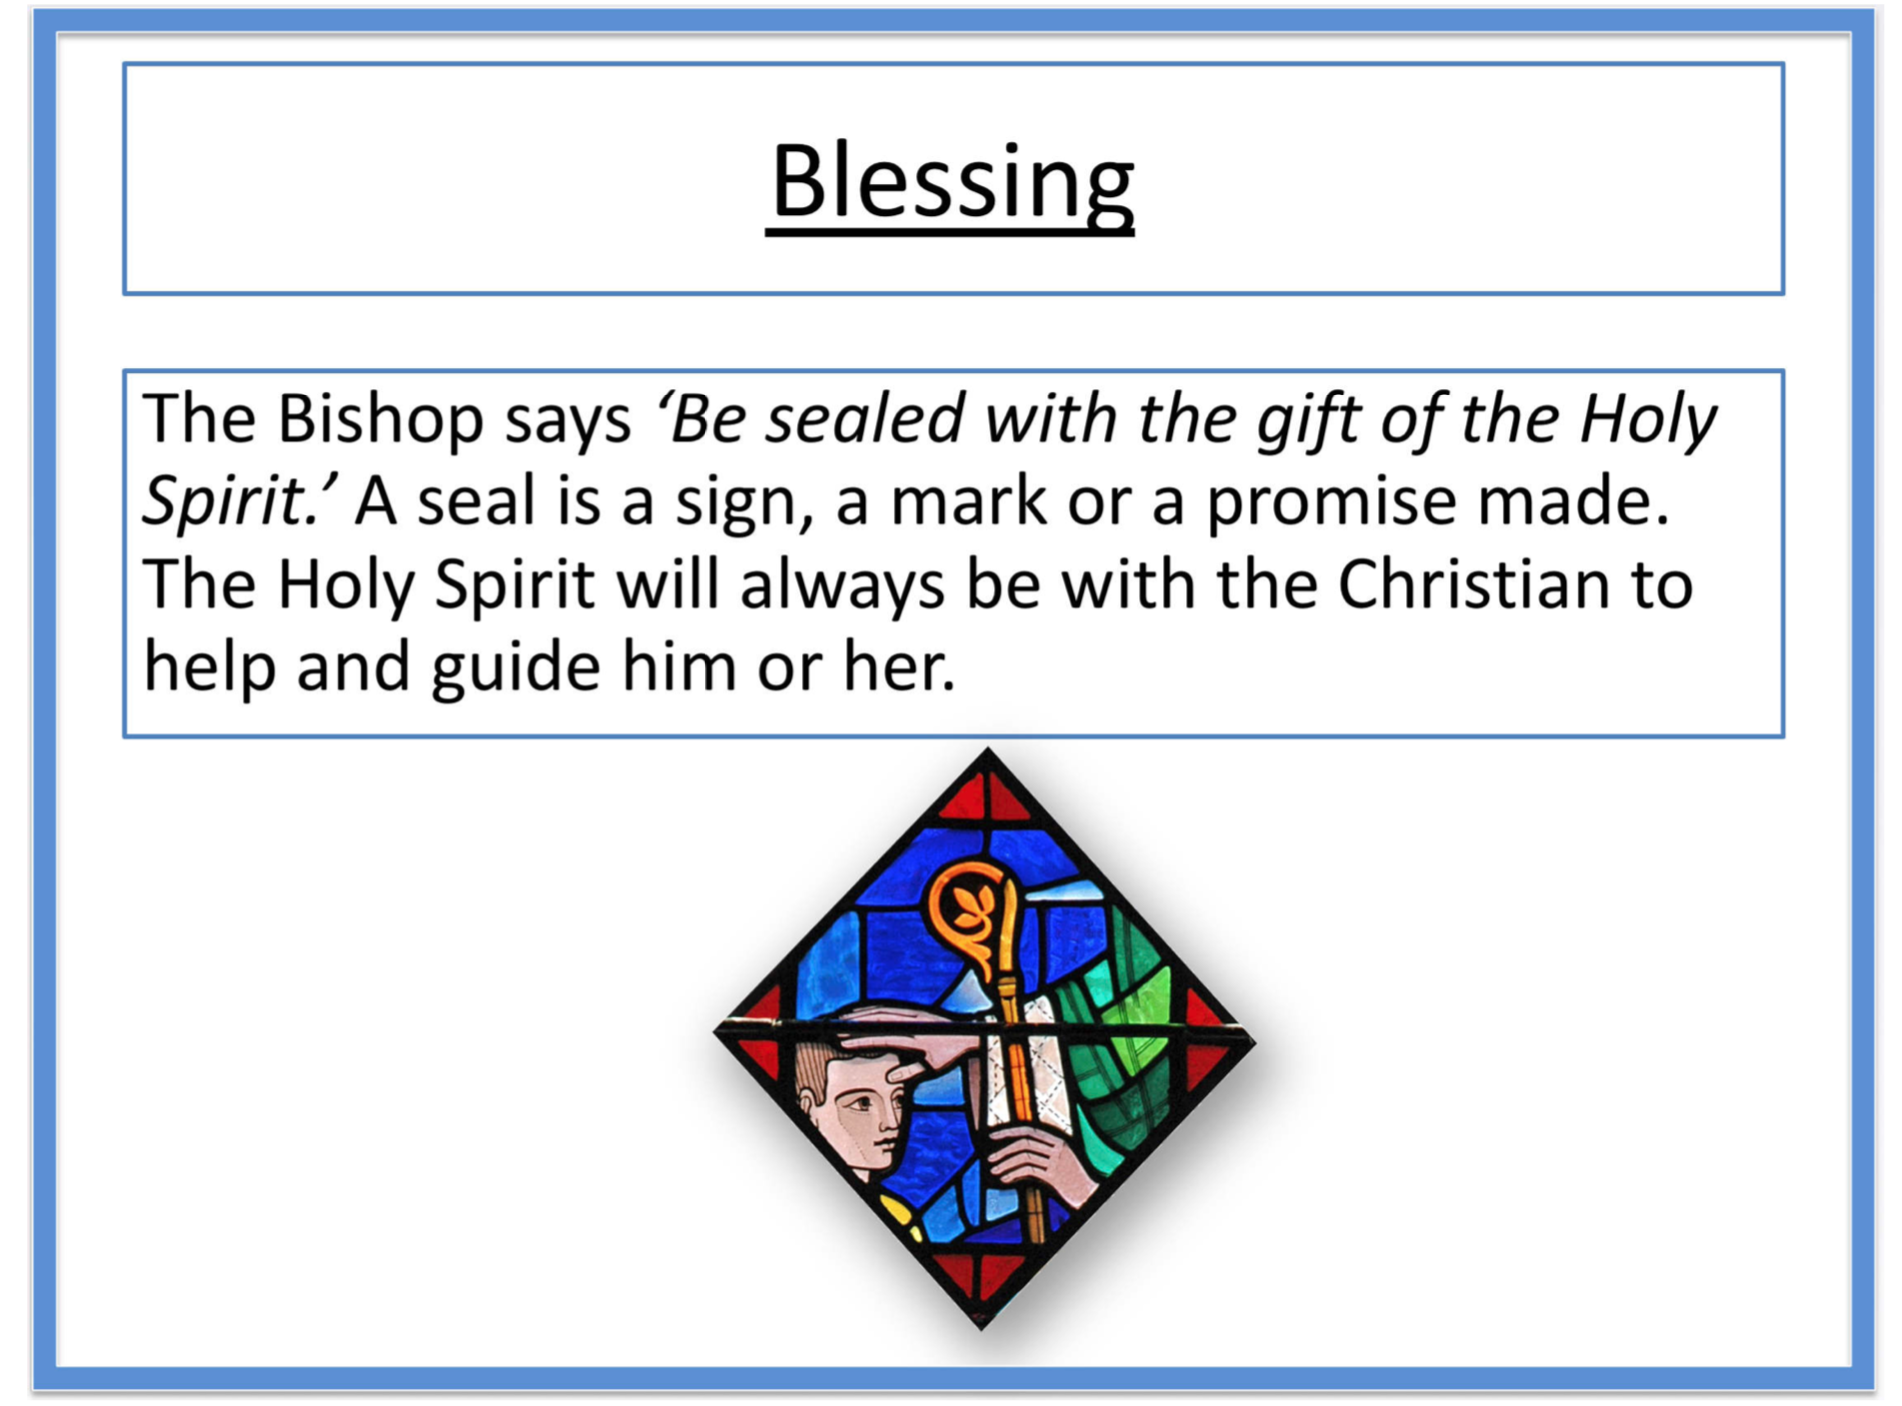 Blessing
The Bishop says ‘Be sealed with the gift of the Holy
Spirit.’ A seal is a sign, a mark or a promise made.
The Holy Spirit will always be with the Christian to
help and guide him or her.